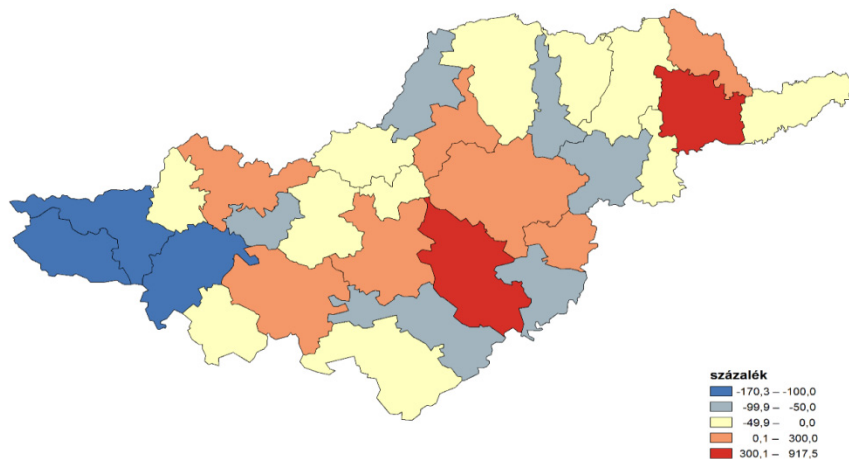 százalék
-170,3 – -100,0
-99,9 – -50,0
-49,9 – 0,0
0,1 – 300,0
300,1 – 917,5